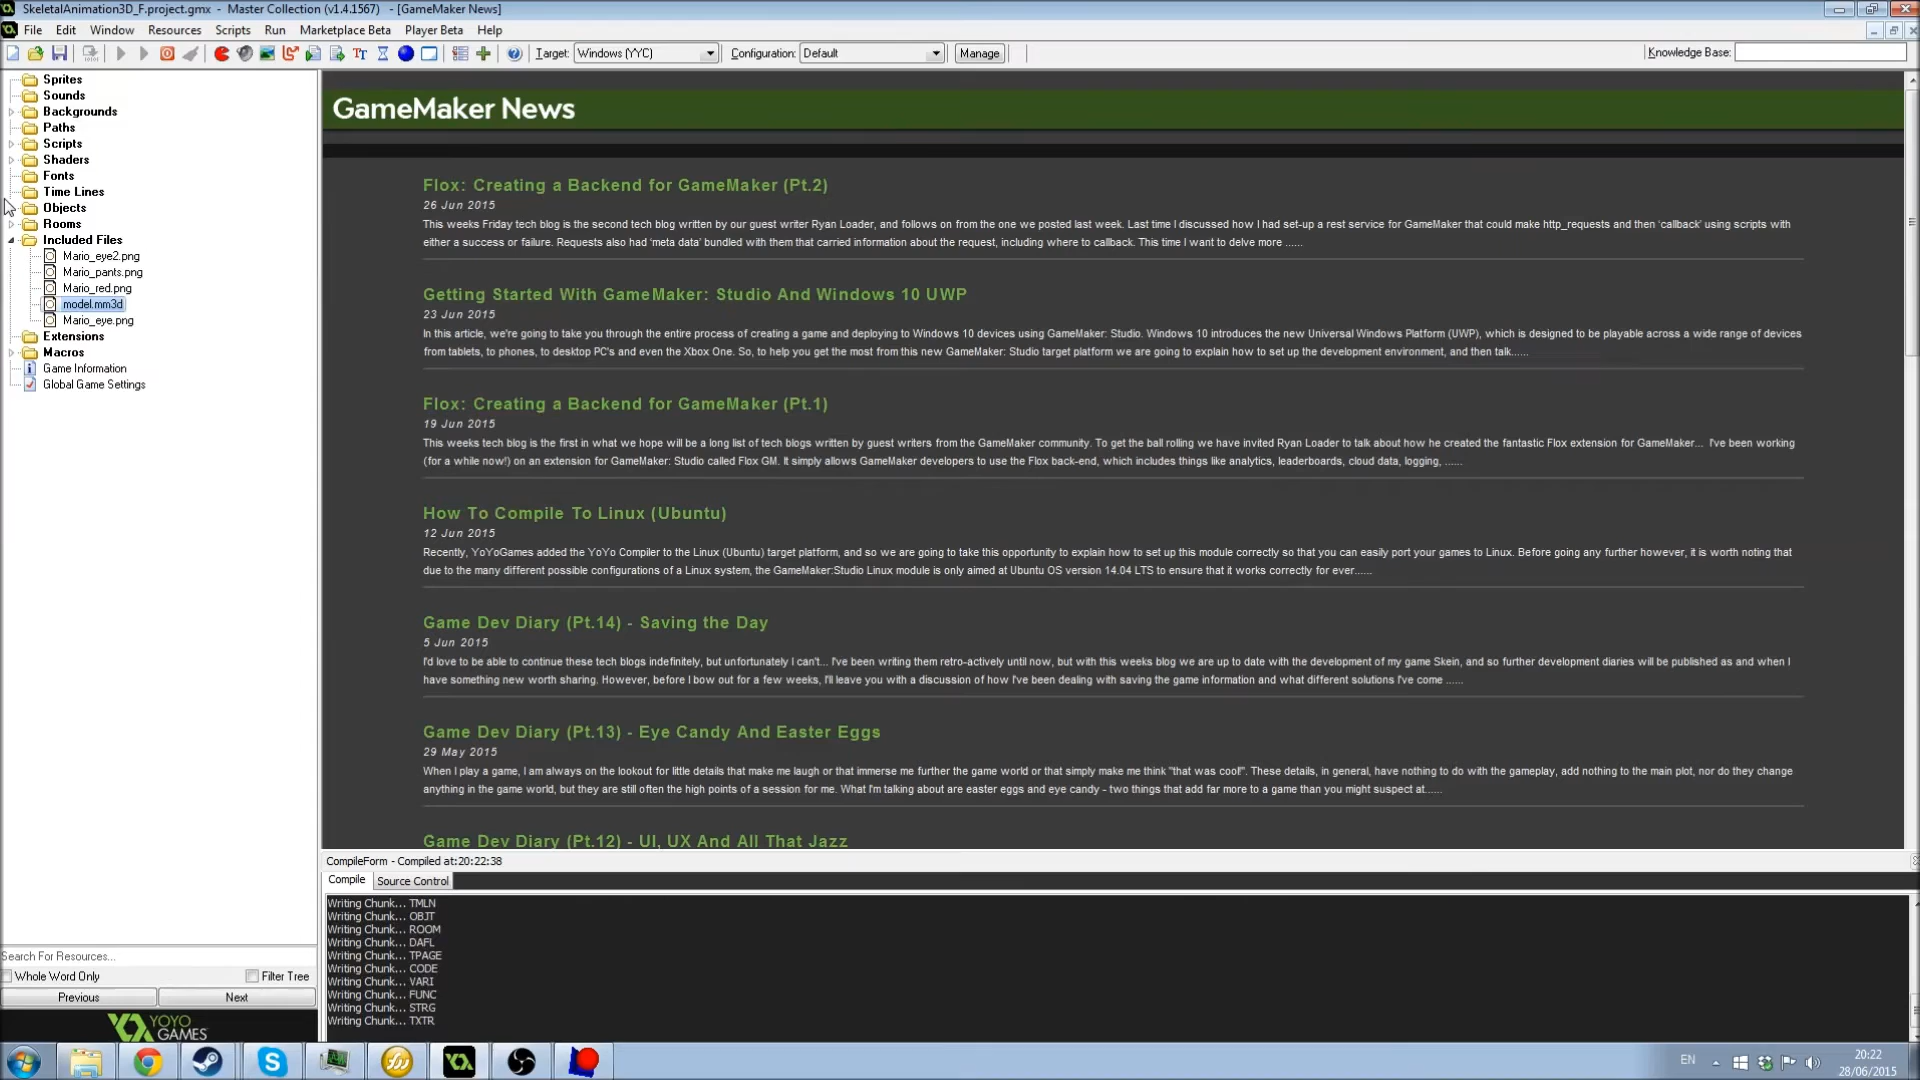 SkeletalAnimation3D_F.project.gmx - Master Collection (v1.4.1567) - [GameMaker News]
File Edit Window Resources Scripts Run Marketplace Beta Player Beta Help
Target: Windows (YYC) Configuration: Default Manage Knowledge Base:
Sprites
Sounds
Backgrounds
Paths
Scripts
Shaders
Fonts
Time Lines
Objects
Rooms
Included Files
Mario_eye2.png
Mario_pants.png
Mario_red.png
model.mm3d
Mario_eye.png
Extensions
Macros
Game Information
Global Game Settings
Search For Resources...
Whole Word Only Filter Tree
Previous Next
YOYO
GAMES
GameMaker News
Flox: Creating a Backend for GameMaker (Pt.2)
26 Jun 2015
This weeks Friday tech blog is the second tech blog written by our guest writer Ryan Loader, and follows on from the one we posted last week. Last time I discussed how I had set-up a rest service for GameMaker that could make http_requests and then 'callback' using scripts with
either a success or failure. Requests also had 'meta data' bundled with them that carried information about the request, including where to callback. This time I want to delve more ......
Getting Started With GameMaker: Studio And Windows 10 UWP
23 Jun 2015
In this article, we're going to take you through the entire process of creating a game and deploying to Windows 10 devices using GameMaker: Studio. Windows 10 introduces the new Universal Windows Platform (UWP), which is designed to be playable across a wide range of devices
from tablets, to phones, to desktop PC's and even the Xbox One. So, to help you get the most from this new GameMaker: Studio target platform we are going to explain how to set up the development environment, and then talk......
Flox: Creating a Backend for GameMaker (Pt.1)
19 Jun 2015
This weeks tech blog is the first in what we hope will be a long list of tech blogs written by guest writers from the GameMaker community. To get the ball rolling we have invited Ryan Loader to talk about how he created the fantastic Flox extension for GameMaker... I've been working
(for a while now!) on an extension for GameMaker: Studio called Flox GM. It simply allows GameMaker developers to use the Flox back-end, which includes things like analytics, leaderboards, cloud data, logging, ......
How To Compile To Linux (Ubuntu)
12 Jun 2015
Recently, YoYoGames added the YoYo Compiler to the Linux (Ubuntu) target platform, and so we are going to take this opportunity to explain how to set up this module correctly so that you can easily port your games to Linux. Before going any further however, it is worth noting that
due to the many different possible configurations of a Linux system, the GameMaker:Studio Linux module is only aimed at Ubuntu OS version 14.04 LTS to ensure that it works correctly for ever......
Game Dev Diary (Pt.14) - Saving the Day
5 Jun 2015
I'd love to be able to continue these tech blogs indefinitely, but unfortunately I can't... I've been writing them retro-actively until now, but with this weeks blog we are up to date with the development of my game Skein, and so further development diaries will be published as and when I
have something new worth sharing. However, before I bow out for a few weeks, I'll leave you with a discussion of how I've been dealing with saving the game information and what different solutions I've come ......
Game Dev Diary (Pt.13) - Eye Candy And Easter Eggs
29 May 2015
When I play a game, I am always on the lookout for little details that make me laugh or that immerse me further the game world or that simply make me think "that was cool!". These details, in general, have nothing to do with the gameplay, add nothing to the main plot, nor do they change
anything in the game world, but they are still often the high points of a session for me. What I'm talking about are easter eggs and eye candy - two things that add far more to a game than you might suspect at......
Game Dev Diary (Pt.12) - UI, UX And All That Jazz
CompileForm - Compiled at:20:22:38
Compile Source Control
Writing Chunk... TMLN
Writing Chunk... OBJT
Writing Chunk... ROOM
Writing Chunk... DAFL
Writing Chunk... TPAGE
Writing Chunk... CODE
Writing Chunk... VARI
Writing Chunk... FUNC
Writing Chunk... STRG
Writing Chunk... TXTR
EN
20:22
28/06/2015